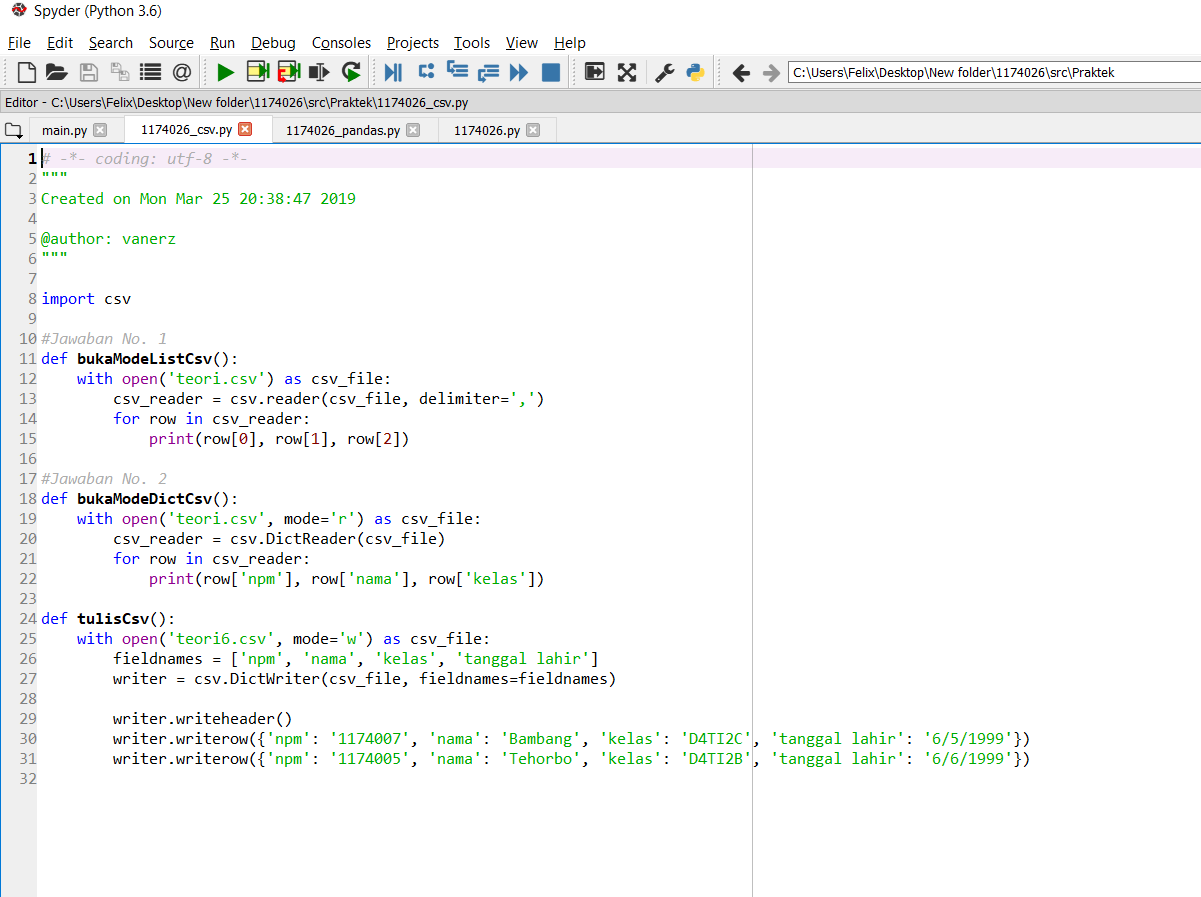 Spyder (Python 3.6)
File Edit Search Source Run Debug Consoles Projects Tools View Help
C:\Users\Felix\Desktop\New folder\1174026\src\Praktek
Editor - C:\Users\Felix\Desktop\New folder\1174026\src\Praktek\1174026_csv.py
main.py 1174026_csv.py 1174026_pandas.py 1174026.py
1 # -*- coding: utf-8 -*-
2 """
3 Created on Mon Mar 25 20:38:47 2019
4
5 @author: vanerz
6 """
7
8 import csv
9
10 #Jawaban No. 1
11 def bukaModeListCsv():
12     with open('teori.csv') as csv_file:
13         csv_reader = csv.reader(csv_file, delimiter=',')
14         for row in csv_reader:
15             print(row[0], row[1], row[2])
16
17 #Jawaban No. 2
18 def bukaModeDictCsv():
19     with open('teori.csv', mode='r') as csv_file:
20         csv_reader = csv.DictReader(csv_file)
21         for row in csv_reader:
22             print(row['npm'], row['nama'], row['kelas'])
23
24 def tulisCsv():
25     with open('teori6.csv', mode='w') as csv_file:
26         fieldnames = ['npm', 'nama', 'kelas', 'tanggal lahir']
27         writer = csv.DictWriter(csv_file, fieldnames=fieldnames)
28
29         writer.writeheader()
30         writer.writerow({'npm': '1174007', 'nama': 'Bambang', 'kelas': 'D4TI2C', 'tanggal lahir': '6/5/1999'})
31         writer.writerow({'npm': '1174005', 'nama': 'Tehorbo', 'kelas': 'D4TI2B', 'tanggal lahir': '6/6/1999'})
32